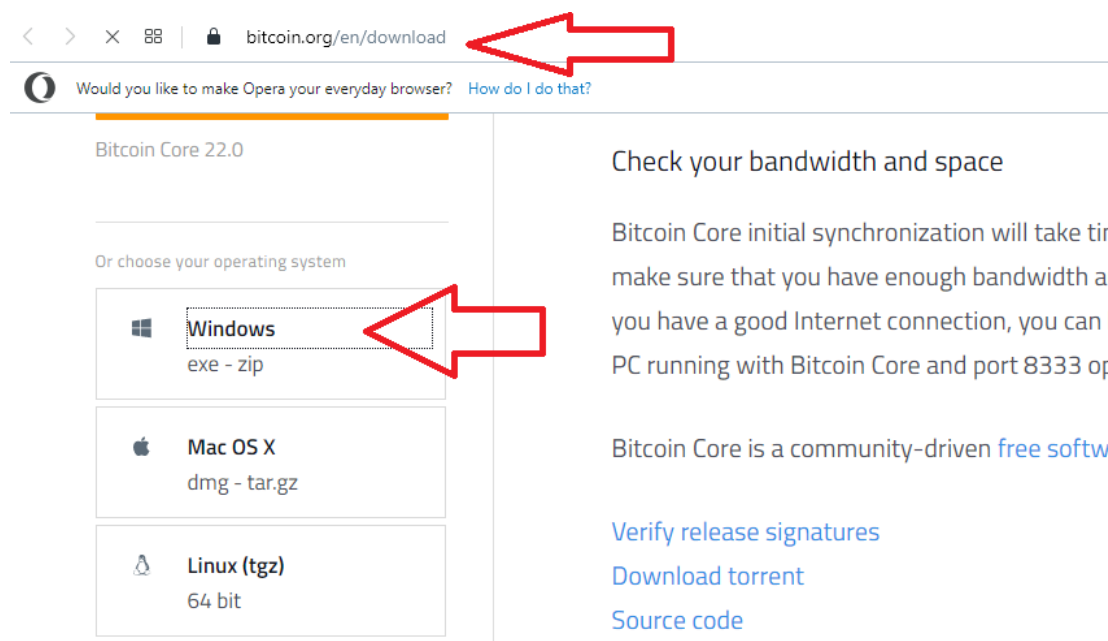 bitcoin.org/en/download
Would you like to make Opera your everyday browser? How do I do that?
Bitcoin Core 22.0
Or choose your operating system
Windows
exe - zip
Mac OS X
dmg - tar.gz
Linux (tgz)
64 bit
Check your bandwidth and space
Bitcoin Core initial synchronization will take
make sure that you have enough bandwidth
you have a good Internet connection, you can
PC running with Bitcoin Core and port 8333
Bitcoin Core is a community-driven free
Verify release signatures
Download torrent
Source code